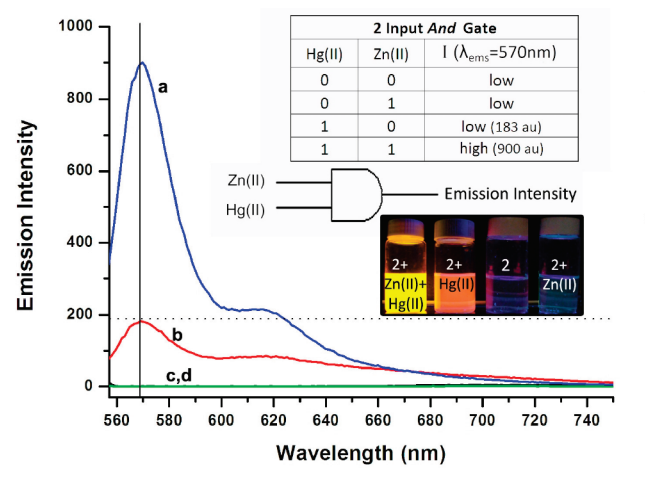 2 Input And Gate
Hg(II) Zn(II) I (λems=570nm)
0 0 low
0 1 low
1 0 low (183 au)
1 1 high (900 au)
Zn(II)
Hg(II)
Emission Intensity
2+
Zn(II)+
Hg(II)
2+
Hg(II)
2
2+
Zn(II)
a
b
c,d
Emission Intensity
1000
800
600
400
200
0
560 580 600 620 640 660 680 700 720 740
Wavelength (nm)